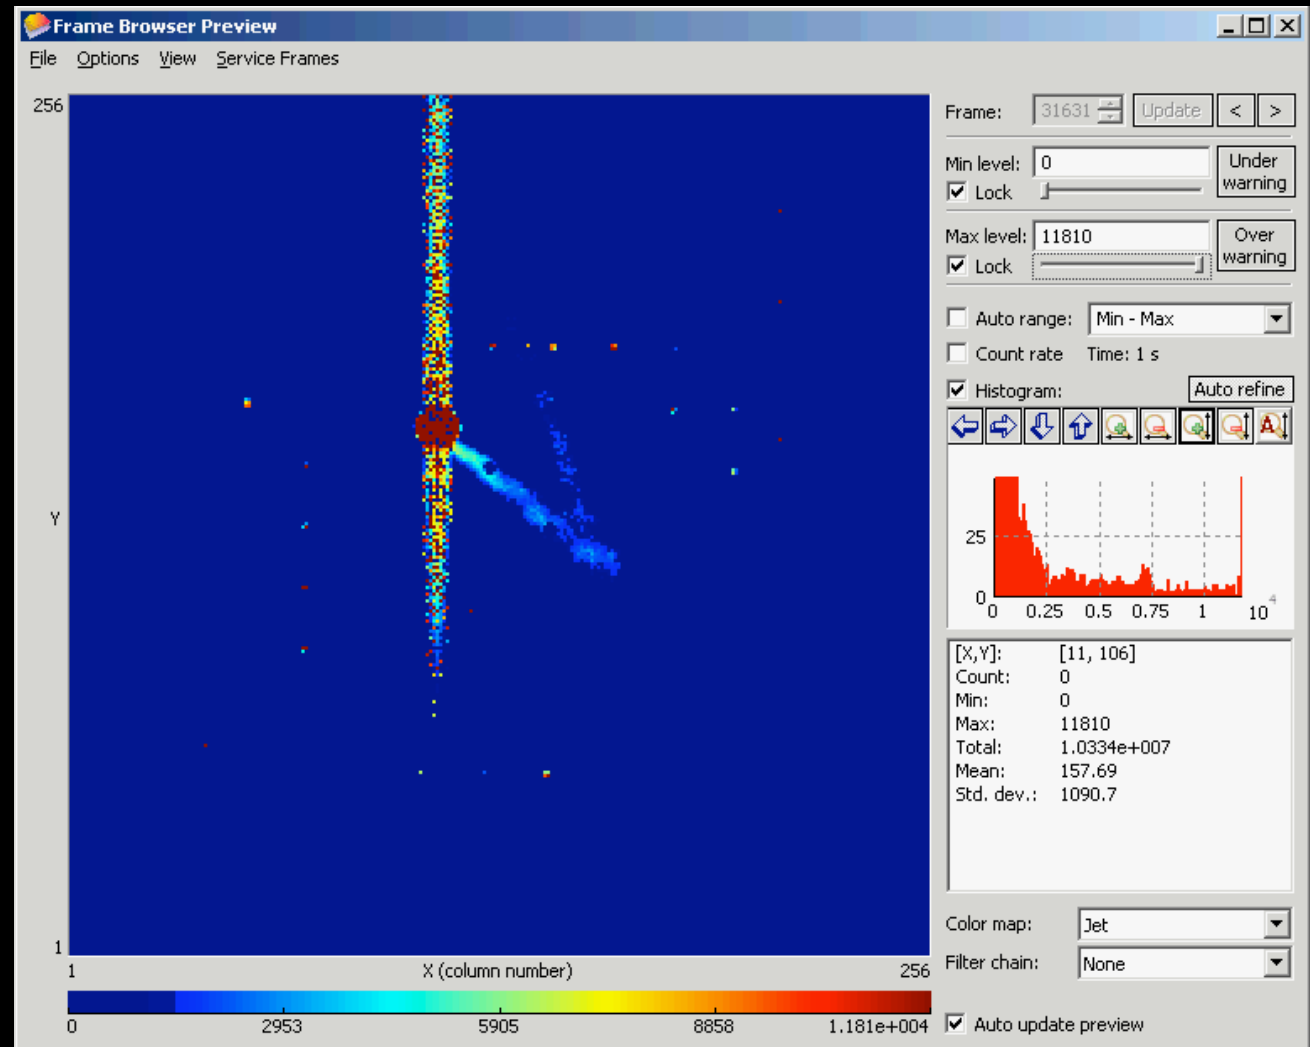 Frame Browser Preview
File Options View Service Frames
256
Y
1
1 X (column number) 256
0 2953 5905 8858 1.181e+004
Frame: 31631 Update < >
Min level: 0 Under warning
Lock
Max level: 11810 Over warning
Lock
Auto range: Min - Max
Count rate Time: 1 s
Histogram: Auto refine
A
25
0
0 0.25 0.5 0.75 1 10 4
[X,Y]: [11, 106]
Count: 0
Min: 0
Max: 11810
Total: 1.0334e+007
Mean: 157.69
Std. dev.: 1090.7
Color map: Jet
Filter chain: None
Auto update preview